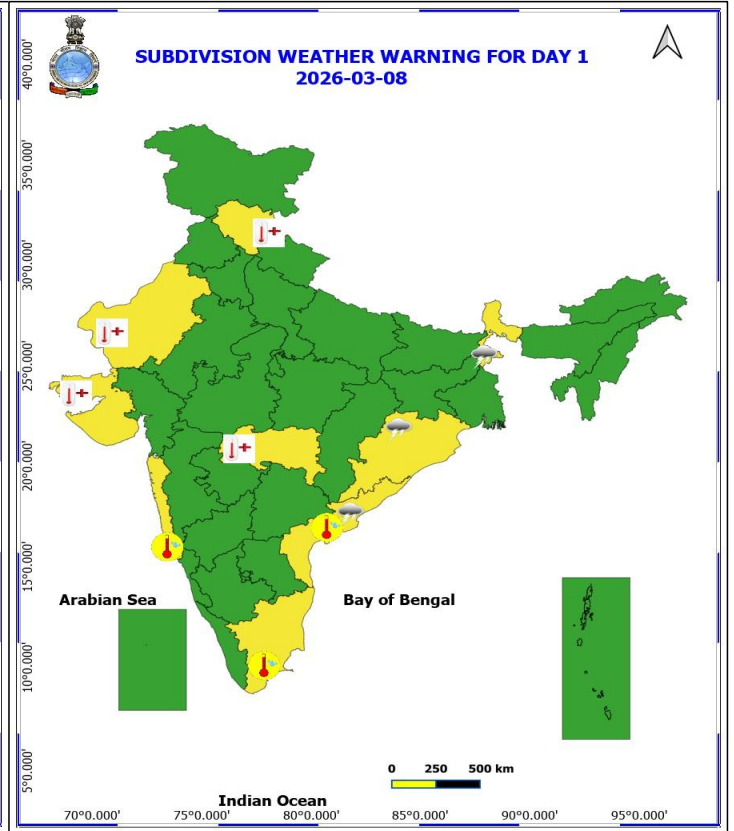 SUBDIVISION WEATHER WARNING FOR DAY 1
2026-03-08
40°0.000'
35°0.000'
30°0.000'
25°0.000'
20°0.000'
15°0.000'
10°0.000'
5°0.000'
Arabian Sea
Bay of Bengal
0 250 500 km
Indian Ocean
70°0.000' 75°0.000' 80°0.000' 85°0.000' 90°0.000' 95°0.000'